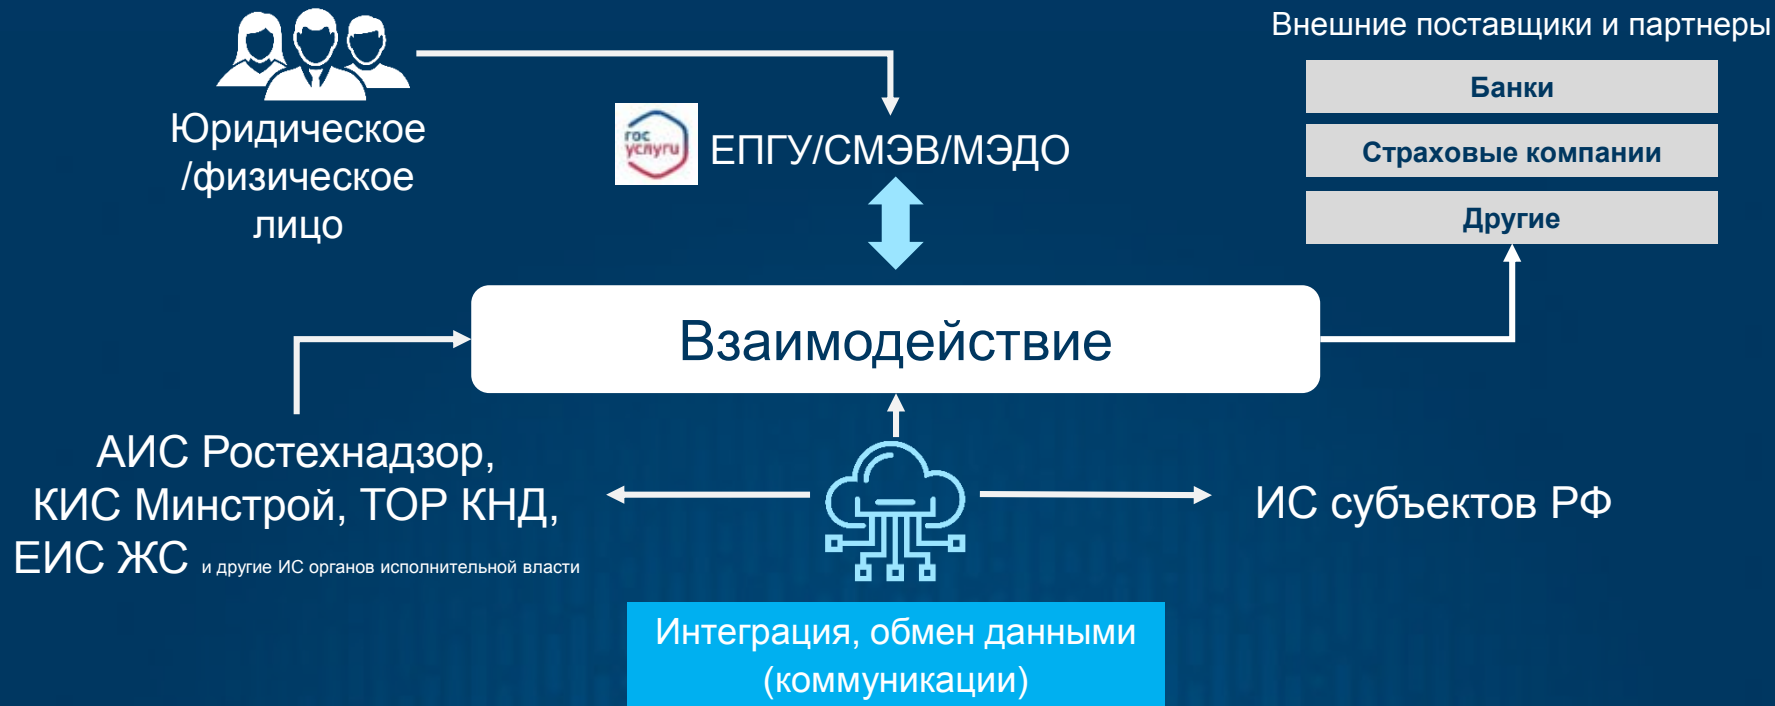 Внешние поставщики и партнеры
Банки
Страховые компании
Другие
Юридическое
/физическое
лицо
гос
услуги
ЕПГУ/СМЭВ/МЭДО
Взаимодействие
АИС Ростехнадзор,
КИС Минстрой, ТОР КНД,
ЕИС ЖС и другие ИС органов исполнительной власти
ИС субъектов РФ
Интеграция, обмен данными
(коммуникации)